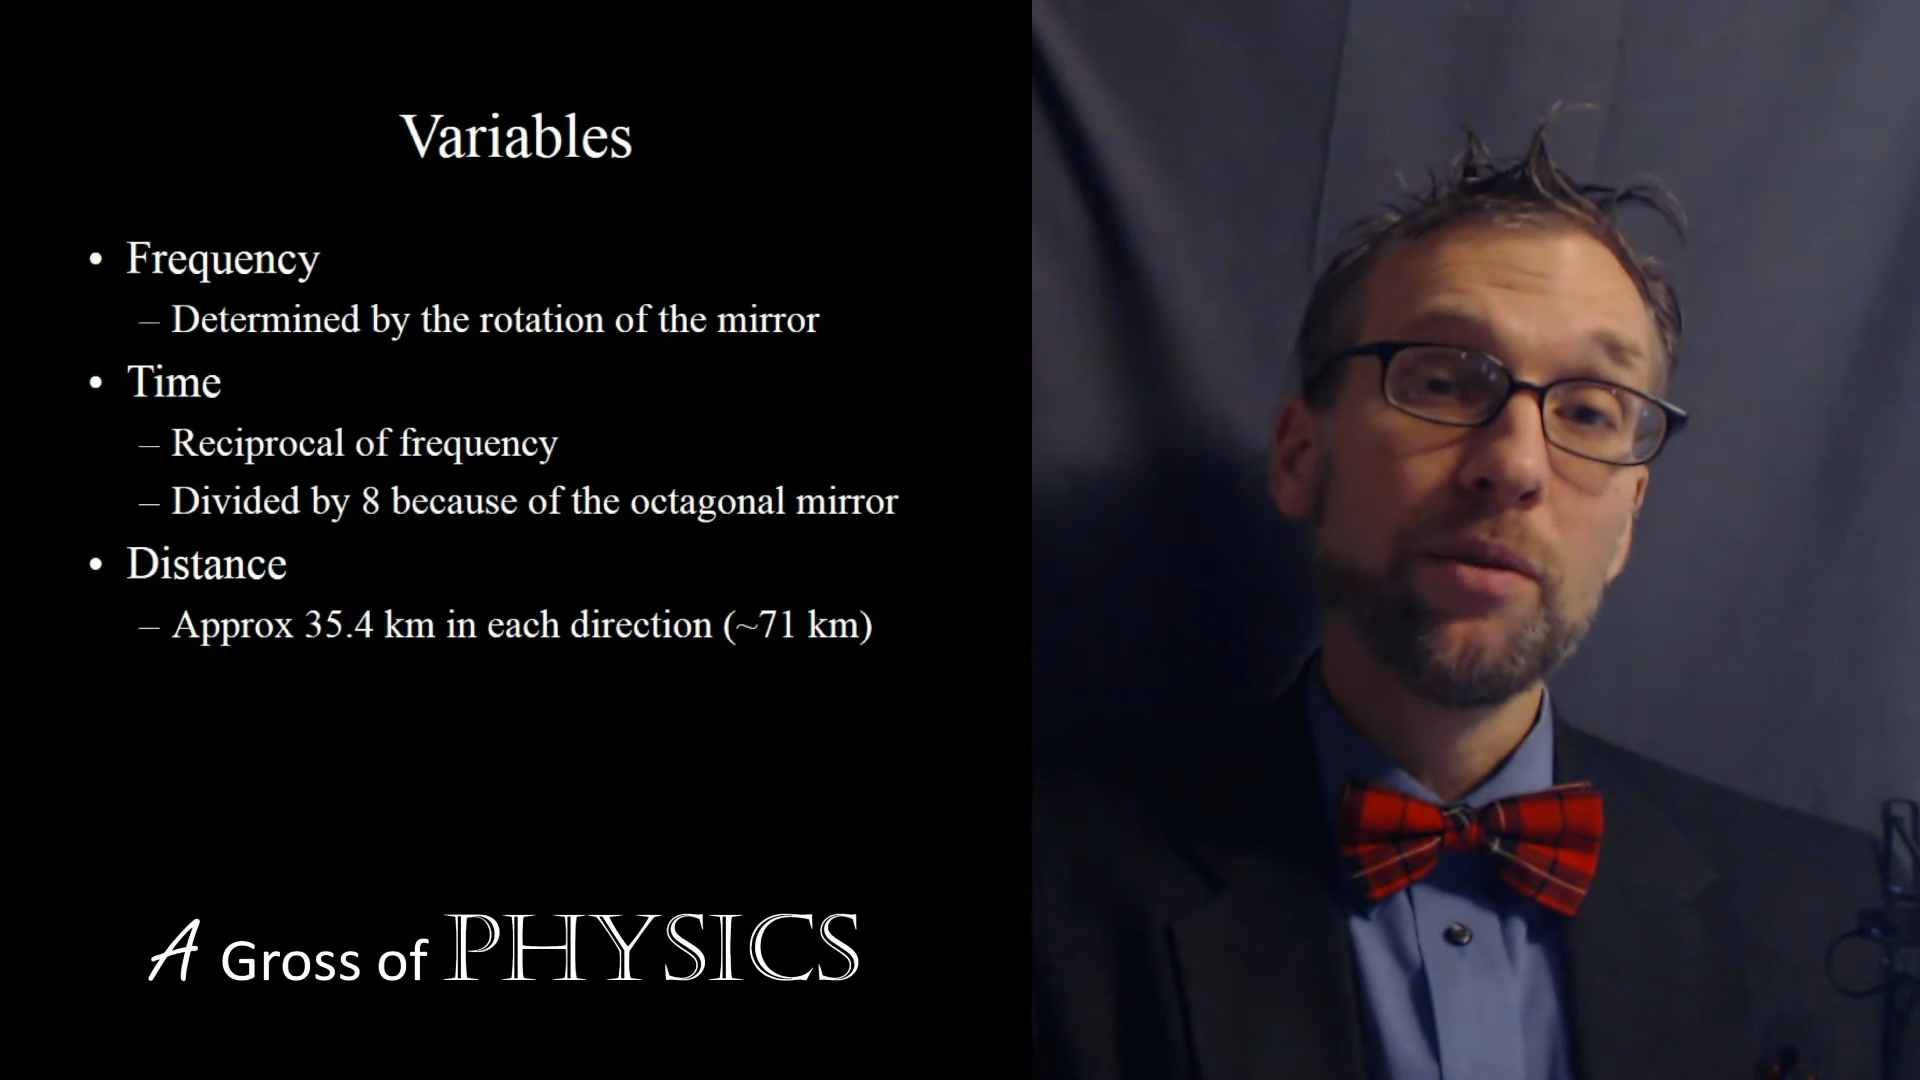 Variables
• Frequency
– Determined by the rotation of the mirror
• Time
– Reciprocal of frequency
– Divided by 8 because of the octagonal mirror
• Distance
– Approx 35.4 km in each direction (~71 km)
A Gross of PHYSICS